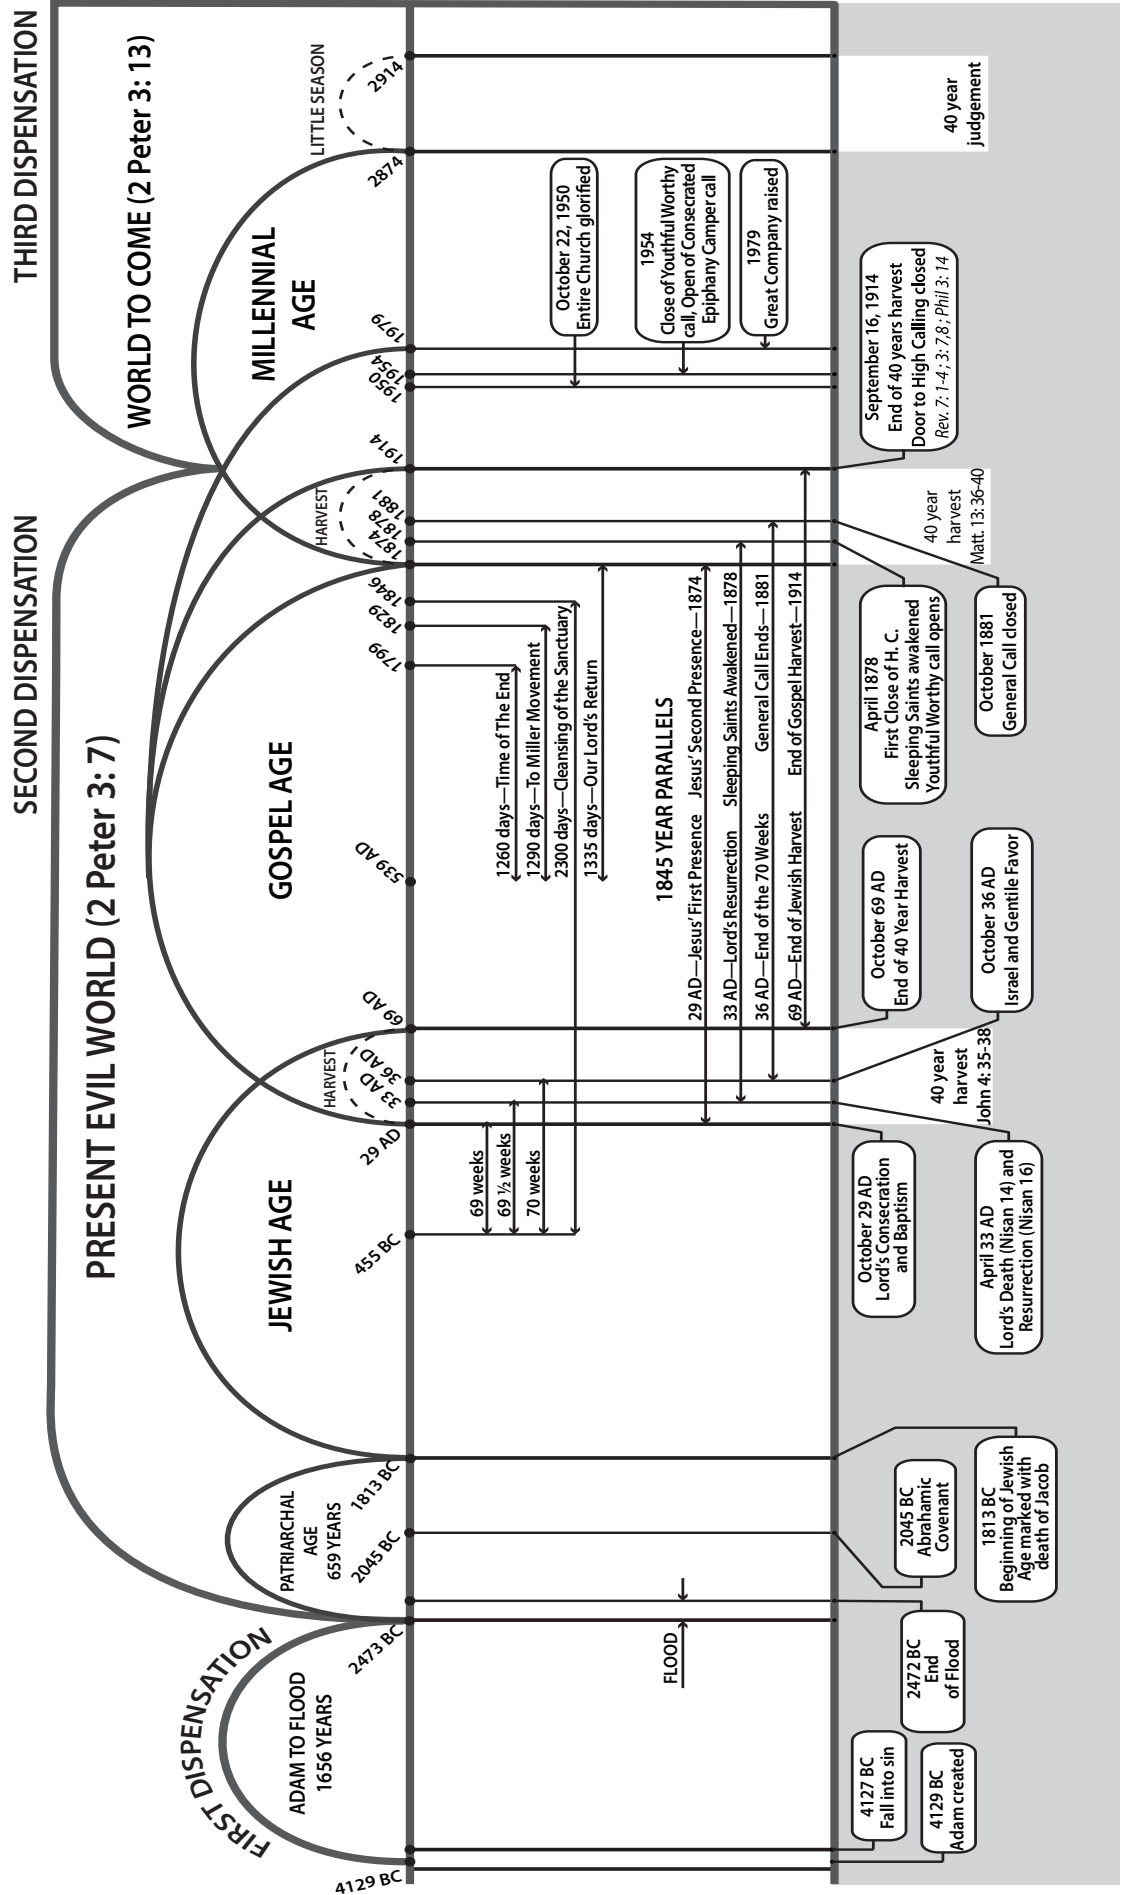 FIRST DISPENSATION
SECOND DISPENSATION
THIRD DISPENSATION
PRESENT EVIL WORLD (2 Peter 3: 7)
WORLD TO COME (2 Peter 3: 13)
ADAM TO FLOOD
1656 YEARS
PATRIARCHAL
AGE
659 YEARS
JEWISH AGE
GOSPEL AGE
MILLENNIAL
AGE
HARVEST
HARVEST
LITTLE SEASON
4129 BC
2473 BC
2045 BC
1813 BC
455 BC
29 AD
33 AD
36 AD
69 AD
539 AD
1799
1829
1846
1874
1878
1881
1914
1950
1954
1979
2874
2914
FLOOD
69 weeks
69 ½ weeks
70 weeks
1260 days—Time of The End
1290 days—To Miller Movement
2300 days—Cleansing of the Sanctuary
1335 days—Our Lord's Return
1845 YEAR PARALLELS
29 AD—Jesus' First Presence Jesus' Second Presence—1874
33 AD—Lord's Resurrection Sleeping Saints Awakened—1878
36 AD—End of the 70 Weeks General Call Ends—1881
69 AD—End of Jewish Harvest End of Gospel Harvest—1914
October 22, 1950
Entire Church glorified
1954
Close of Youthful Worthy
call, Open of Consecrated
Epiphany Camper call
1979
Great Company raised
4127 BC
Fall into sin
4129 BC
Adam created
2472 BC
End
of Flood
2045 BC
Abrahamic
Covenant
1813 BC
Beginning of Jewish
Age marked with
death of Jacob
October 29 AD
Lord's Consecration
and Baptism
April 33 AD
Lord's Death (Nisan 14) and
Resurrection (Nisan 16)
40 year
harvest
John 4: 35-38
October 69 AD
End of 40 Year Harvest
October 36 AD
Israel and Gentile Favor
April 1878
First Close of H. C.
Sleeping Saints awakened
Youthful Worthy call opens
October 1881
General Call closed
40 year
harvest
Matt. 13: 36-40
September 16, 1914
End of 40 years harvest
Door to High Calling closed
Rev. 7: 1-4 ; 3: 7,8 ; Phil 3: 14
40 year
judgement